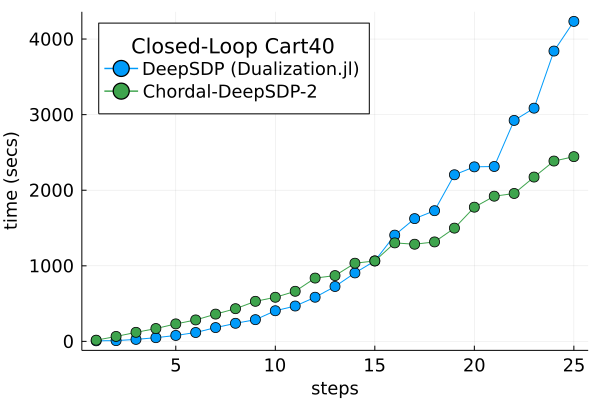 Closed-Loop Cart40
DeepSDP (Dualization.jl)
Chordal-DeepSDP-2
4000
3000
2000
1000
0
time (secs)
5 10 15 20 25
steps